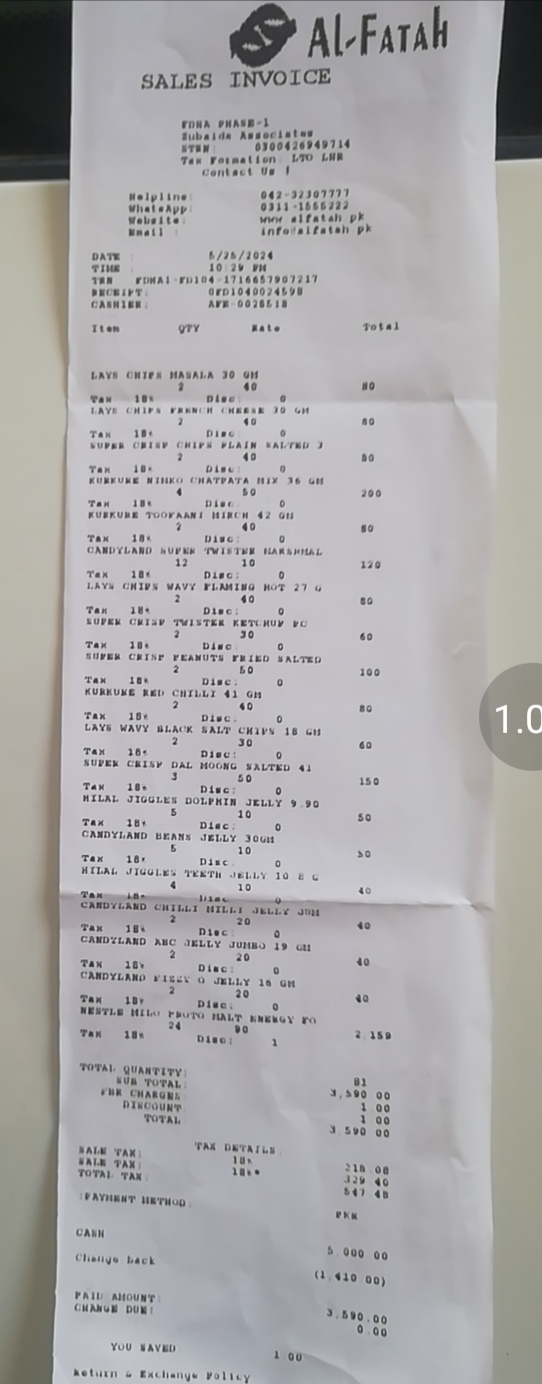 Al-Fatah
SALES INVOICE
FDHA PHASE-1
Zubaida Associates
STRN: 0300426949714
Tax Formation: LTO LHR
Contact Us !
Helpline: 042-32307777
WhatsApp: 0311-1555222
Website: www alfatah pk
Email : info@alfatah pk
DATE : 5/25/2024
TIME : 10:29 PM
TRN FDHA1-FD104-1716657907217
RECEIPT: 0FD1040024598
CASHIER: AFE-0025518
Item QTY Rate Total
LAYS CHIPS MASALA 30 GM
2 40 80
Tax 18% Disc: 0
LAYS CHIPS FRENCH CHEESE 30 GM
2 40 80
Tax 18% Disc 0
SUPER CRISP CHIPS PLAIN SALTED 3
2 40 80
Tax 18% Disc: 0
KURKURE NIMKO CHATPATA MIX 36 GM
4 50 200
Tax 18% Disc: 0
KURKURE TOOFAANI MIRCH 42 GM
2 40 80
Tax 18% Disc: 0
CANDYLAND SUPER TWISTER MARSHMAL
12 10 120
Tax 18% Disc: 0
LAYS CHIPS WAVY FLAMING HOT 27 G
2 40 80
Tax 18% Disc: 0
SUPER CRISP TWISTER KETCHUP PC
2 30 60
Tax 18% Disc: 0
SUPER CRISP PEANUTS FRIED SALTED
2 50 100
Tax 18% Disc: 0
KURKURE RED CHILLI 41 GM
2 40 80
Tax 18% Disc: 0
LAYS WAVY BLACK SALT CHIPS 18 GM
2 30 60
Tax 18% Disc: 0
SUPER CRISP DAL MOONG SALTED 41
3 50 150
Tax 18% Disc: 0
HILAL JIGGLES DOLPHIN JELLY 9.90
5 10 50
Tax 18% Disc: 0
CANDYLAND BEANS JELLY 30GM
5 10 50
Tax 18% Disc: 0
HILAL JIGGLES TEETH JELLY 10 8 G
4 10 40
Tax 18% Disc 0
CANDYLAND CHILLI MILLI JELLY JUM
2 20 40
Tax 18% Disc: 0
CANDYLAND ABC JELLY JUMBO 19 GM
2 20 40
Tax 18% Disc: 0
CANDYLAND FIZZY O JELLY 16 GM
2 20 40
Tax 18% Disc: 0
NESTLE MILO PROTO MALT ENERGY PO
24 90 2,159
Tax 18% Disc: 1
TOTAL QUANTITY: 81
SUB TOTAL: 3,590 00
FBR CHARGES: 1 00
DISCOUNT 1 00
TOTAL 3 590 00
TAX DETAILS:
SALE TAX: 18% 218 08
SALE TAX: 18%* 329 40
TOTAL TAX: 547 48
:PAYMENT METHOD: PKR
CASH 5 000 00
Change back (1 410 00)
PAID AMOUNT: 3,590.00
CHANGE DUE: 0.00
YOU SAVED 1 00
Return & Exchange Policy
1.0